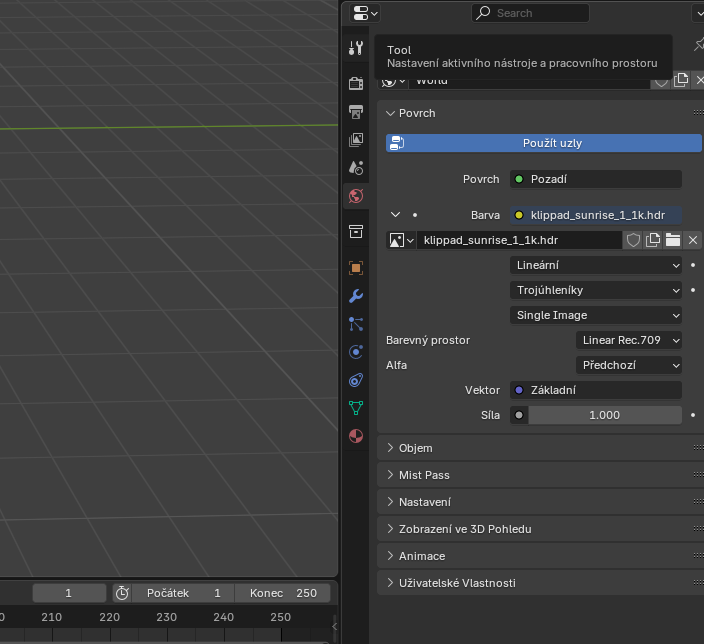 Search
Tool
Nastavení aktivního nástroje a pracovního prostoru
World
Povrch
Použít uzly
Povrch Pozadí
Barva klippad_sunrise_1_1k.hdr
klippad_sunrise_1_1k.hdr
Lineární
Trojúhleníky
Single Image
Barevný prostor Linear Rec.709
Alfa Předchozí
Vektor Základní
Síla 1.000
Objem
Mist Pass
Nastavení
Zobrazení ve 3D Pohledu
Animace
Uživatelské Vlastnosti
1 Počátek 1 Konec 250
0 210 220 230 240 250